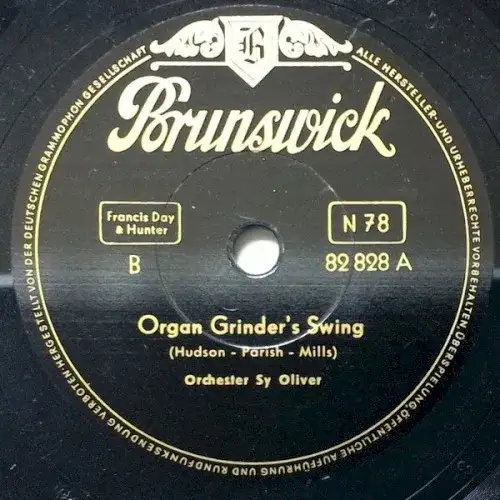 B
Brunswick
Francis Day
& Hunter
N 78
B
82 828 A
Organ Grinder's Swing
(Hudson - Parish - Mills)
Orchester Sy Oliver
HERGESTELLT VON DER DEUTSCHEN GRAMMOPHON GESELLSCHAFT
ALLE HERSTELLER- UND URHEBERRECHTE VORBEHALTEN, ÜBERSPIELUNG, ÖFFENTLICHE AUFFÜHRUNG UND RUNDFUNKSENDUNG VERBOTEN